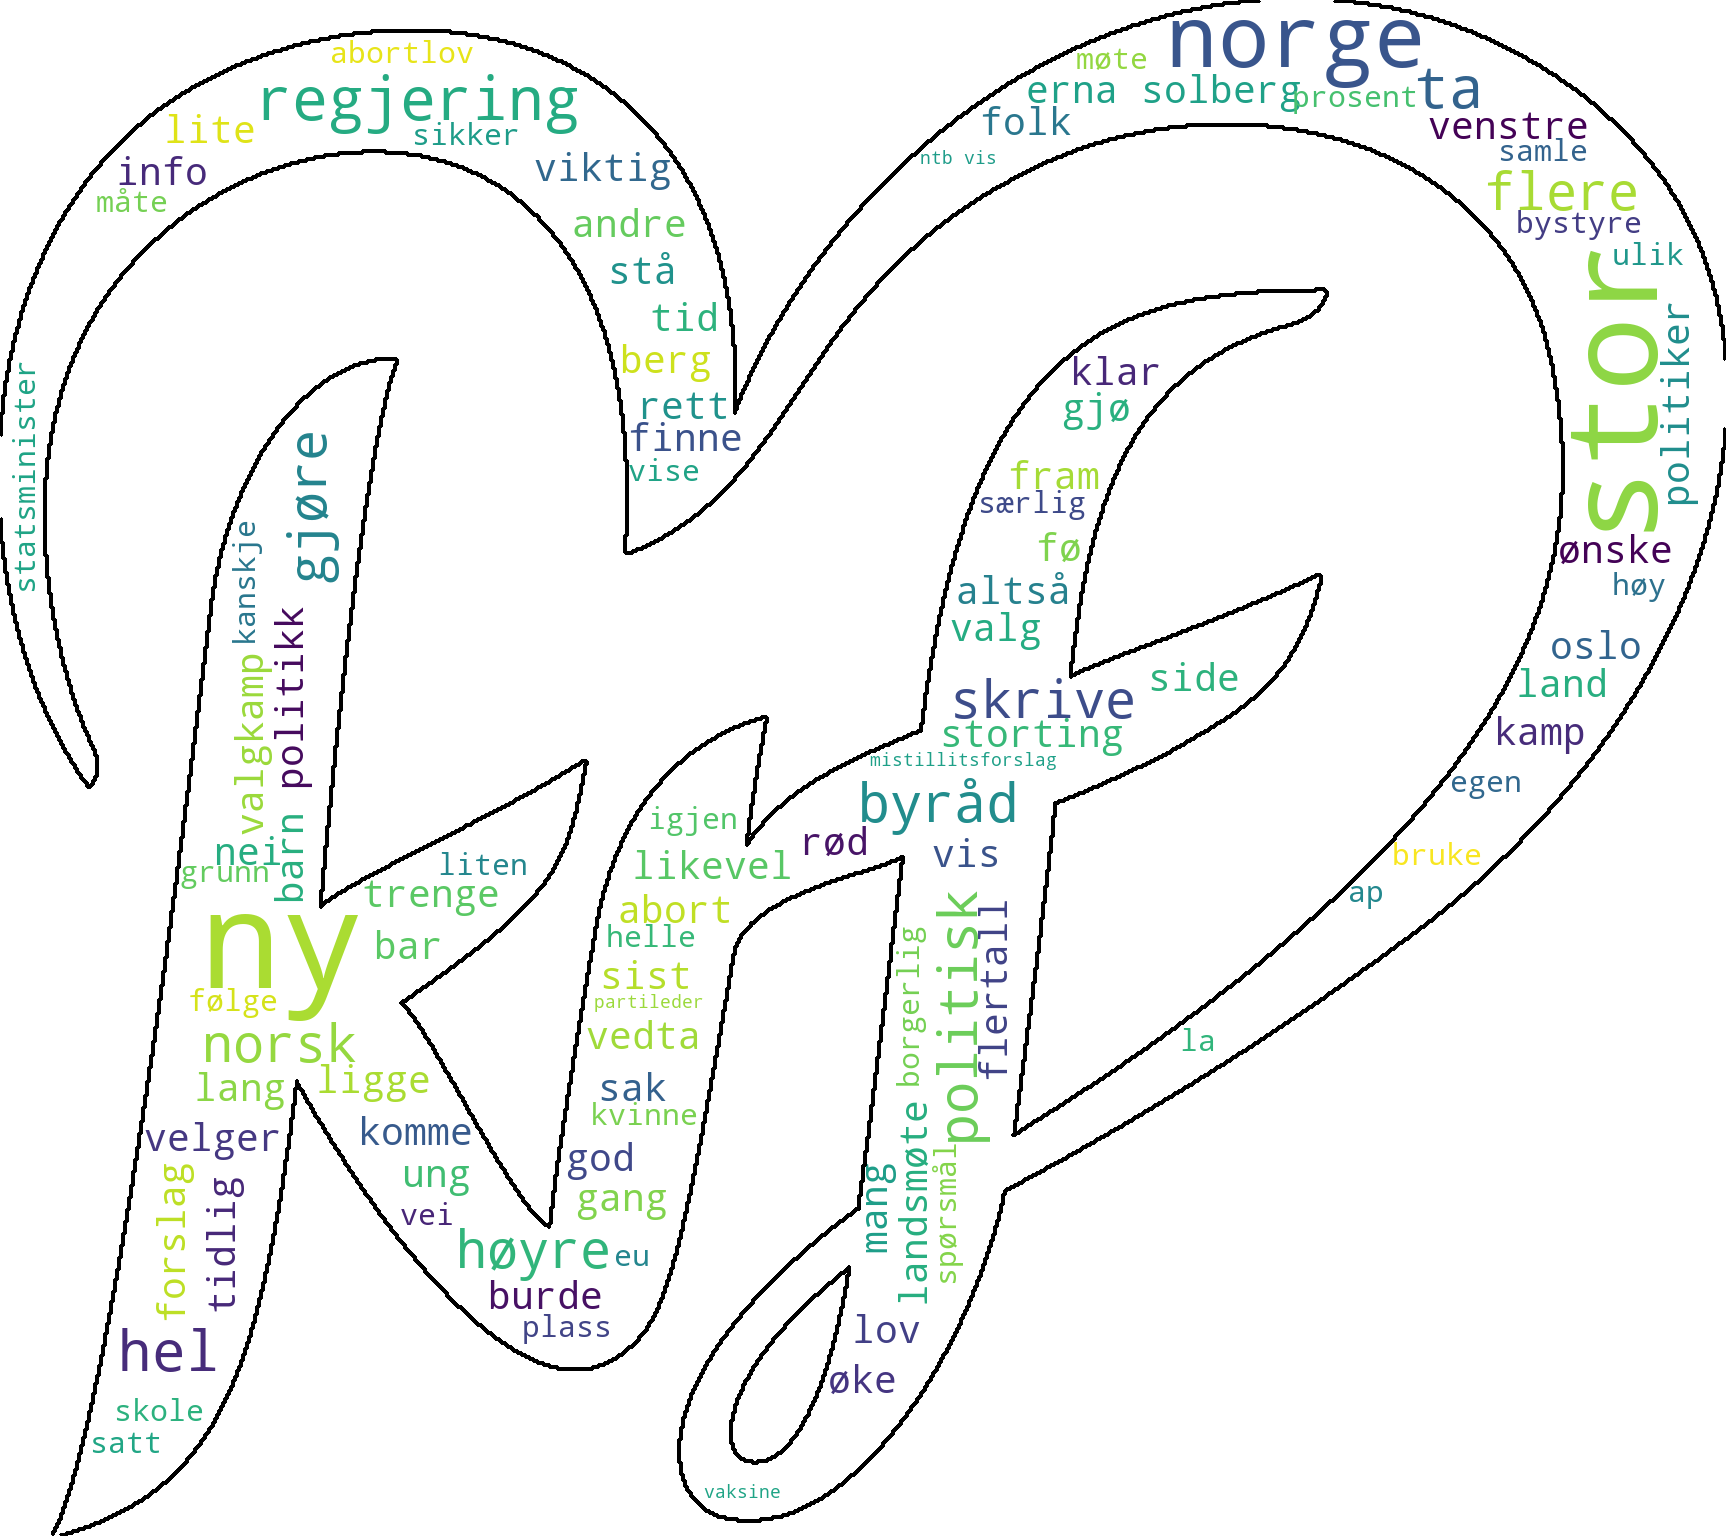 norge
abortlov
møte
regjering
erna solberg
ta
prosent
lite
sikker
folk
venstre
info
viktig
ntb vis
samle
måte
flere
andre
bystyre
stå
ulik
stor
tid
politiker
berg
statsminister
klar
rett
gjø
finne
vise
gjøre
fram
særlig
kanskje
fø
ønske
altså
høy
valg
politikk
oslo
valgkamp
side
land
skrive
storting
kamp
mistillitsforslag
egen
byråd
igjen
rød
nei
barn
vis
bruke
grunn
liten
likevel
trenge
ap
ny
abort
politisk
flertall
bar
helle
borgerlig
sist
følge
partileder
norsk
vedta
la
lang
ligge
sak
kvinne
velger
komme
landsmøte
god
ung
mang
spørsmål
forslag
tidlig
gang
vei
høyre
eu
burde
plass
lov
hel
øke
skole
satt
vaksine